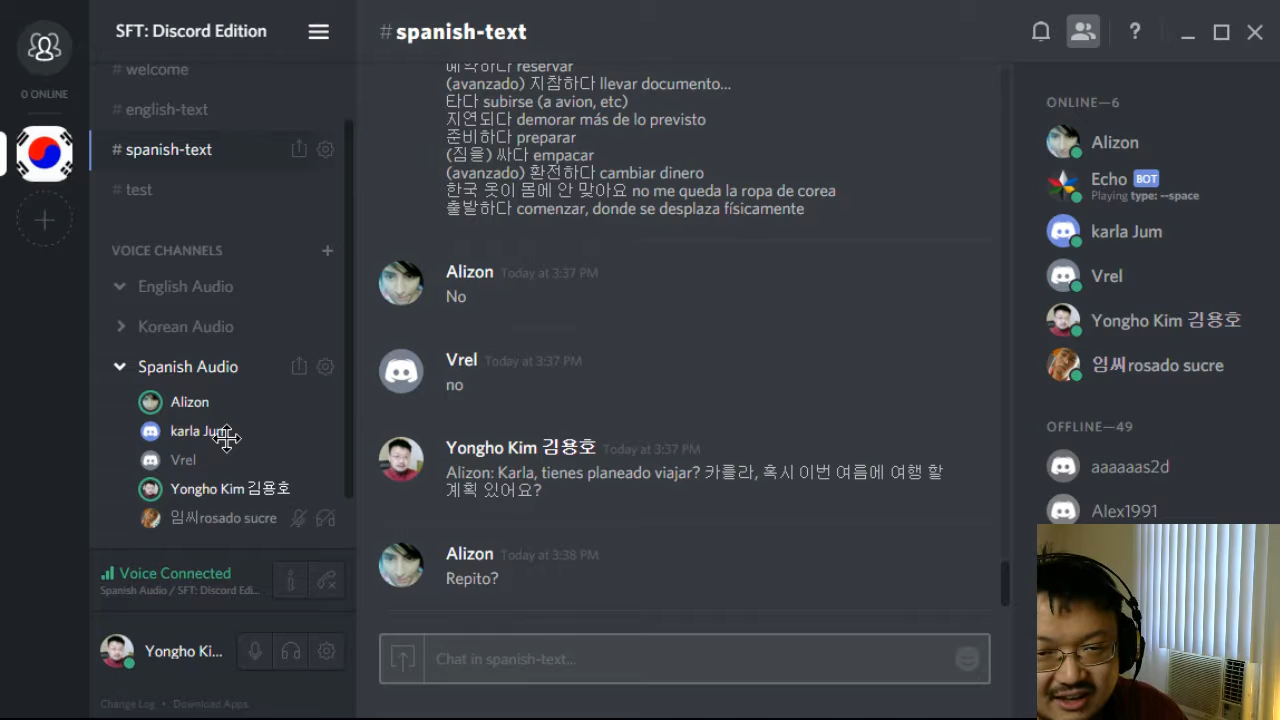 0 ONLINE
SFT: Discord Edition
# welcome
# english-text
# spanish-text
# test
VOICE CHANNELS
English Audio
Korean Audio
Spanish Audio
Alizon
karla Jum
Vrel
Yongho Kim 김용호
임씨rosado sucre
Voice Connected
Spanish Audio / SFT: Discord Edi...
Yongho Ki...
Change Log • Download Apps
# spanish-text
예약하다 reservar
(avanzado) 지참하다 llevar documento...
타다 subirse (a avion, etc)
지연되다 demorar más de lo previsto
준비하다 preparar
(짐을) 싸다 empacar
(avanzado) 환전하다 cambiar dinero
한국 옷이 몸에 안 맞아요 no me queda la ropa de corea
출발하다 comenzar, donde se desplaza físicamente
Alizon Today at 3:37 PM
No
Vrel Today at 3:37 PM
no
Yongho Kim 김용호 Today at 3:37 PM
Alizon: Karla, tienes planeado viajar? 카를라, 혹시 이번 여름에 여행 할
계획 있어요?
Alizon Today at 3:38 PM
Repito?
Chat in spanish-text...
ONLINE—6
Alizon
Echo BOT
Playing type: --space
karla Jum
Vrel
Yongho Kim 김용호
임씨rosado sucre
OFFLINE—49
aaaaaas2d
Alex1991